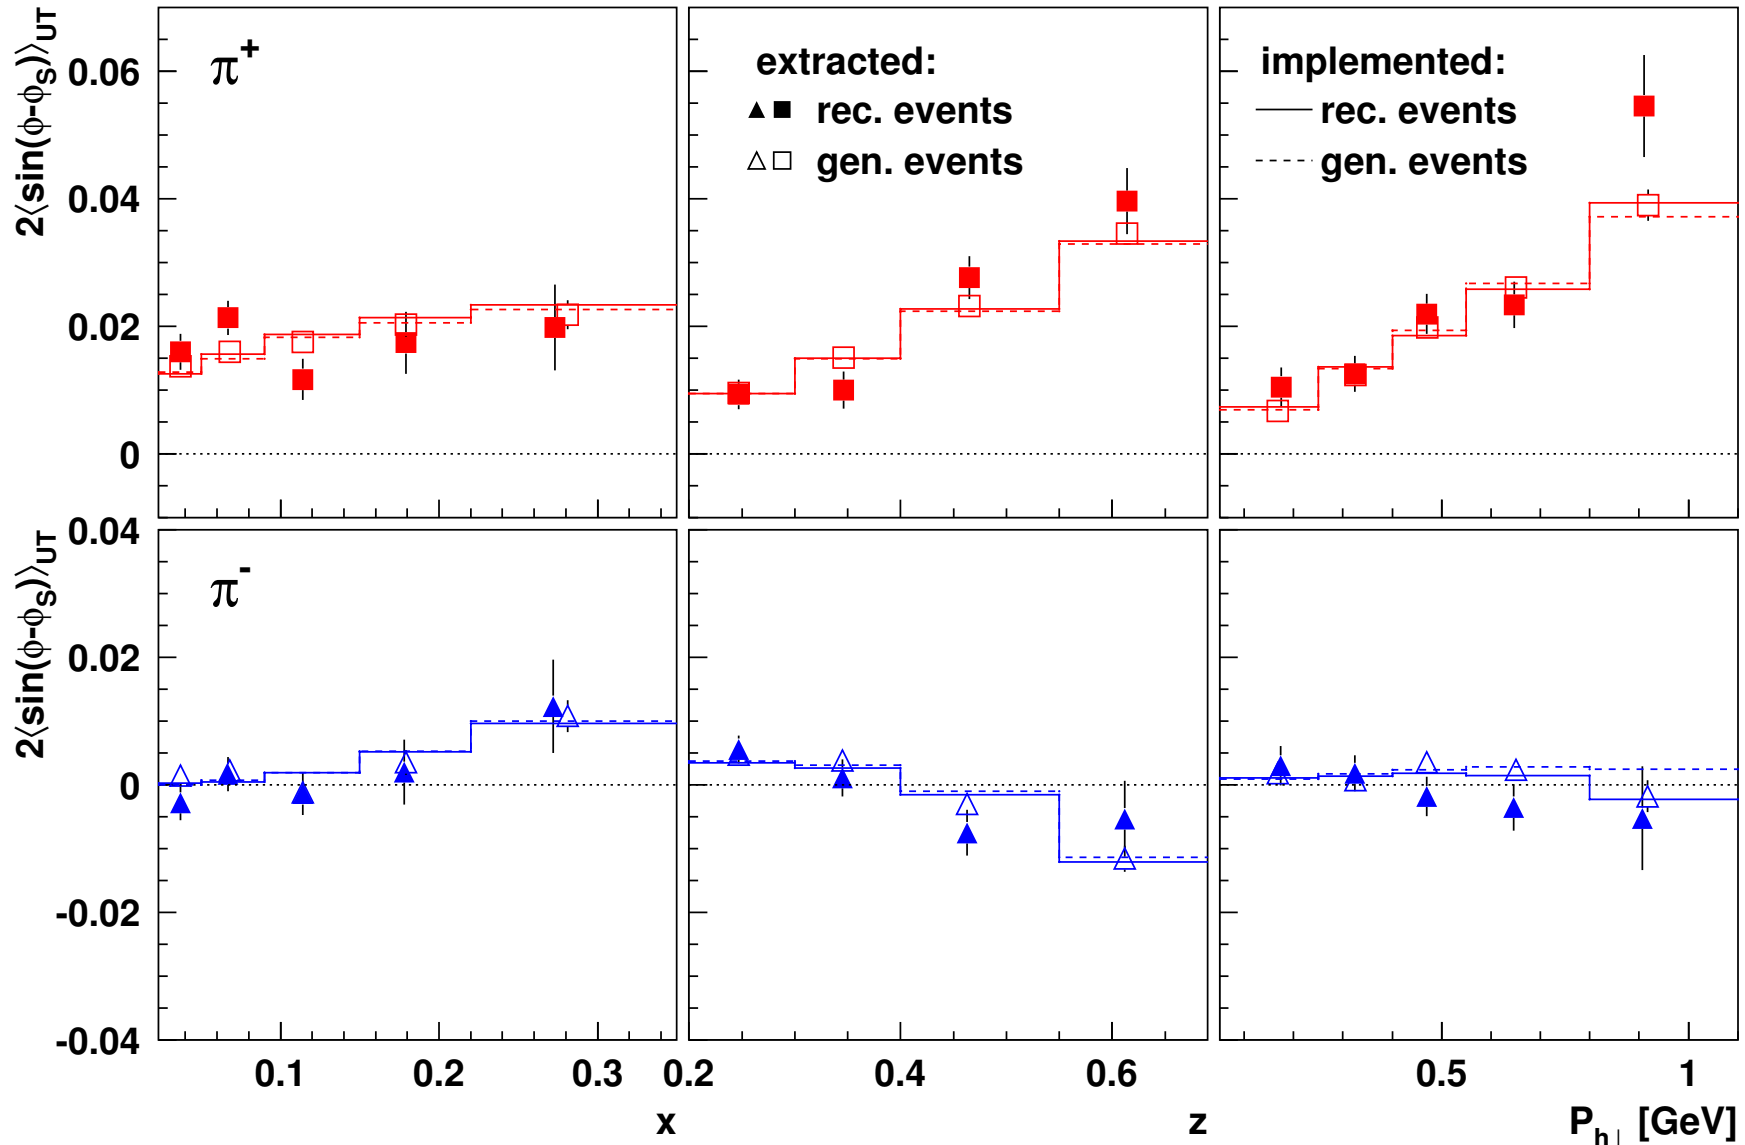 2⟨sin(ϕ-ϕS)⟩UT
π+
0.06
0.04
0.02
0
extracted:
rec. events
gen. events
implemented:
rec. events
gen. events
2⟨sin(ϕ-ϕS)⟩UT
π-
0.04
0.02
0
-0.02
-0.04
0.1 0.2 0.3
0.2 0.4 0.6
0.5 1
x
z
Ph⊥ [GeV]